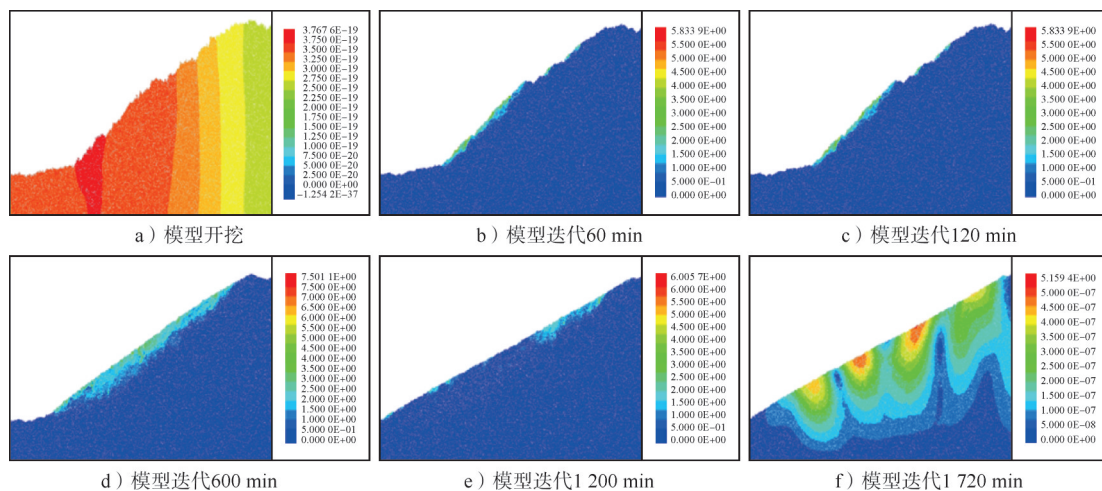 3.767 6E-19
3.750 0E-19
3.500 0E-19
3.250 0E-19
3.000 0E-19
2.750 0E-19
2.500 0E-19
2.250 0E-19
2.000 0E-19
1.750 0E-19
1.500 0E-19
1.250 0E-19
1.000 0E-19
7.500 0E-20
5.000 0E-20
2.500 0E-20
0.000 0E+00
-1.254 2E-37
a）模型开挖
5.833 9E+00
5.500 0E+00
5.000 0E+00
4.500 0E+00
4.000 0E+00
3.500 0E+00
3.000 0E+00
2.500 0E+00
2.000 0E+00
1.500 0E+00
1.000 0E+00
5.000 0E-01
0.000 0E+00
b）模型迭代60 min
5.833 9E+00
5.500 0E+00
5.000 0E+00
4.500 0E+00
4.000 0E+00
3.500 0E+00
3.000 0E+00
2.500 0E+00
2.000 0E+00
1.500 0E+00
1.000 0E+00
5.000 0E-01
0.000 0E+00
c）模型迭代120 min
7.501 1E+00
7.500 0E+00
7.000 0E+00
6.500 0E+00
6.000 0E+00
5.500 0E+00
5.000 0E+00
4.500 0E+00
4.000 0E+00
3.500 0E+00
3.000 0E+00
2.500 0E+00
2.000 0E+00
1.500 0E+00
1.000 0E+00
5.000 0E-01
0.000 0E+00
d）模型迭代600 min
6.005 7E+00
6.000 0E+00
5.500 0E+00
5.000 0E+00
4.500 0E+00
4.000 0E+00
3.500 0E+00
3.000 0E+00
2.500 0E+00
2.000 0E+00
1.500 0E+00
1.000 0E+00
5.000 0E-01
0.000 0E+00
e）模型迭代1 200 min
5.159 4E+00
5.000 0E-07
4.500 0E-07
4.000 0E-07
3.500 0E-07
3.000 0E-07
2.500 0E-07
2.000 0E-07
1.500 0E-07
1.000 0E-07
5.000 0E-08
0.000 0E+00
f）模型迭代1 720 min